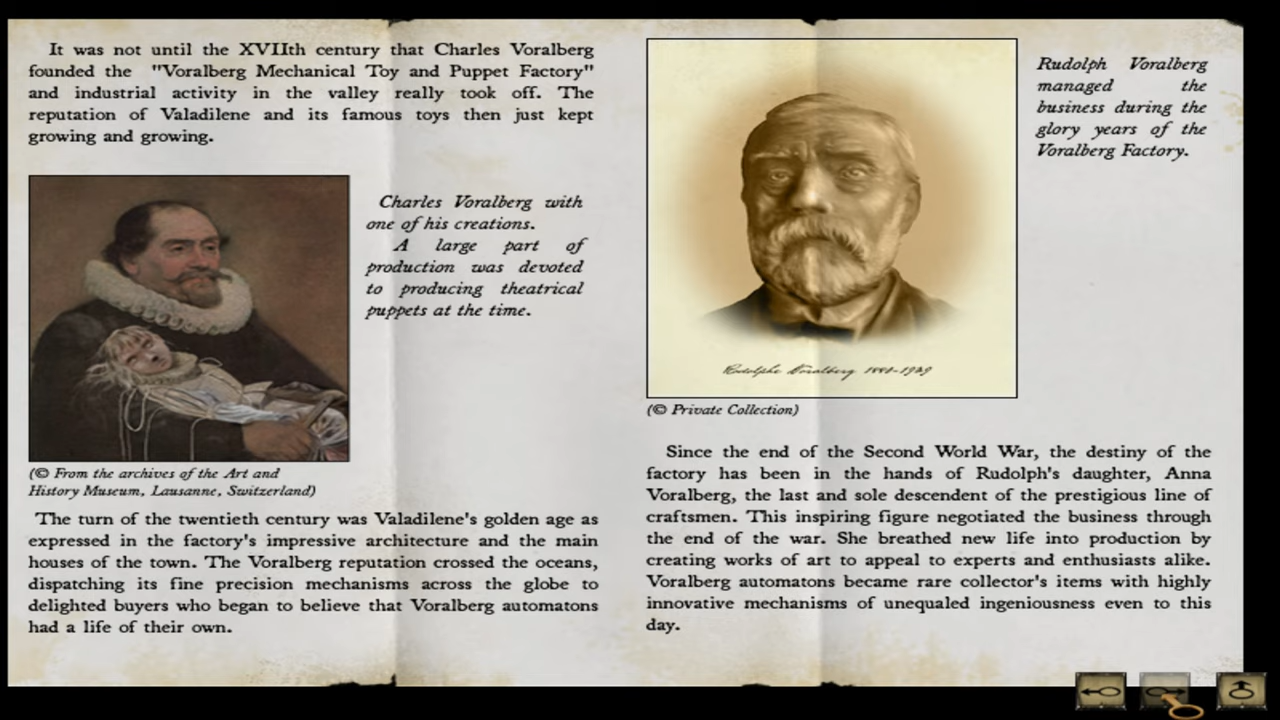 It was not until the XVIIth century that Charles Voralberg
founded the "Voralberg Mechanical Toy and Puppet Factory"
and industrial activity in the valley really took off. The
reputation of Valadilene and its famous toys then just kept
growing and growing.
Charles Voralberg with
one of his creations.
A large part of
production was devoted
to producing theatrical
puppets at the time.
(© From the archives of the Art and
History Museum, Lausanne, Switzerland)
The turn of the twentieth century was Valadilene's golden age as
expressed in the factory's impressive architecture and the main
houses of the town. The Voralberg reputation crossed the oceans,
dispatching its fine precision mechanisms across the globe to
delighted buyers who began to believe that Voralberg automatons
had a life of their own.
Rudolph Voralberg
managed the
business during the
glory years of the
Voralberg Factory.
Rodolphe Voralberg
(© Private Collection)
Since the end of the Second World War, the destiny of the
factory has been in the hands of Rudolph's daughter, Anna
Voralberg, the last and sole descendent of the prestigious line of
craftsmen. This inspiring figure negotiated the business through
the end of the war. She breathed new life into production by
creating works of art to appeal to experts and enthusiasts alike.
Voralberg automatons became rare collector's items with highly
innovative mechanisms of unequaled ingeniousness even to this
day.